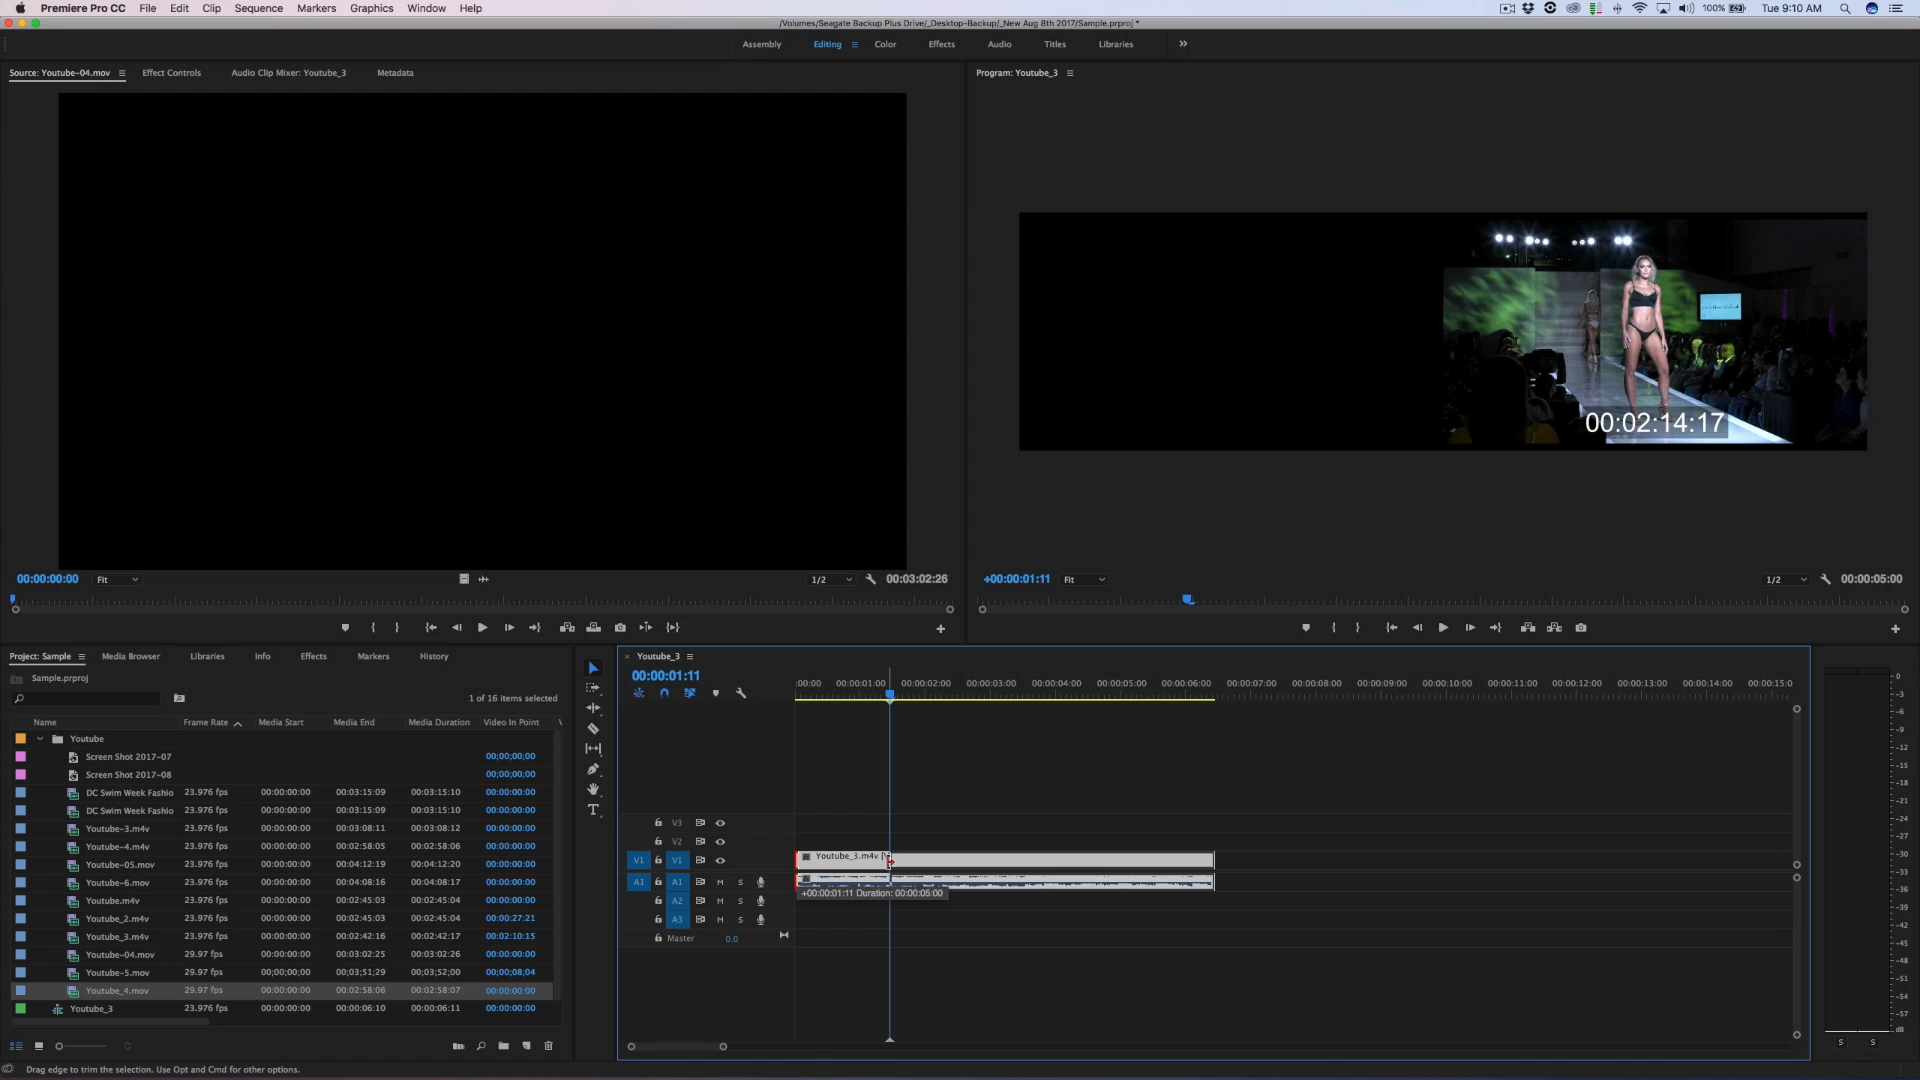 Premiere Pro CC File Edit Clip Sequence Markers Graphics Window Help 100% Tue 9:10 AM
/Volumes/Seagate Backup Plus Drive/_Desktop-Backup/_New Aug 8th 2017/Sample.prproj *
Assembly Editing Color Effects Audio Titles Libraries
Source: Youtube-04.mov Effect Controls Audio Clip Mixer: Youtube_3 Metadata
Program: Youtube_3
00:02:14:17
00:00:00:00 Fit 1/2 00:03:02:26
+00:00:01:11 Fit 1/2 00:00:05:00
Project: Sample Media Browser Libraries Info Effects Markers History
Sample.prproj
1 of 16 items selected
Name Frame Rate Media Start Media End Media Duration Video In Point
Youtube
Screen Shot 2017-07 00;00;00;00
Screen Shot 2017-08 00;00;00;00
DC Swim Week Fashio 23.976 fps 00:00:00:00 00:03:15:09 00:03:15:10 00:00:00:00
DC Swim Week Fashio 23.976 fps 00:00:00:00 00:03:15:09 00:03:15:10 00:00:00:00
Youtube-3.m4v 23.976 fps 00:00:00:00 00:03:08:11 00:03:08:12 00:00:00:00
Youtube-4.m4v 23.976 fps 00:00:00:00 00:02:45:03 00:02:45:04 00:00:00:00
Youtube-05.mov 23.976 fps 00:00:00:00 00:04:12:19 00:04:12:20 00:00:00:00
Youtube-6.mov 23.976 fps 00:00:00:00 00:04:08:16 00:04:08:17 00:00:00:00
Youtube.m4v 23.976 fps 00:00:00:00 00:02:45:03 00:02:45:04 00:00:00:00
Youtube_2.m4v 23.976 fps 00:00:00:00 00:02:45:03 00:02:45:04 00:00:27:21
Youtube_3.m4v 23.976 fps 00:00:00:00 00:02:42:16 00:02:42:17 00:02:10:15
Youtube-04.mov 29.97 fps 00:00:00:00 00:03:02:25 00:03:02:26 00:00:00:00
Youtube-5.mov 29.97 fps 00;00;00;00 00;03;51;29 00;03;52;00 00;00;08;04
Youtube_4.mov 29.97 fps 00:00:00:00 00:02:58:06 00:02:58:07 00:00:00:00
Youtube_3 23.976 fps 00:00:00:00 00:00:06:10 00:00:06:11 00:00:00:00
Youtube_3
00:00:01:11
:00:00 00:00:01:00 00:00:02:00 00:00:03:00 00:00:04:00 00:00:05:00 00:00:06:00 00:00:07:00 00:00:08:00 00:00:09:00 00:00:10:00 00:00:11:00 00:00:12:00 00:00:13:00 00:00:14:00 00:00:15:0
V3
V2
V1 V1 Youtube_3.m4v [V
A1 A1 M S
+00:00:01:11 Duration: 00:00:05:00
A2 M S
A3 M S
Master 0.0
0
-3
-6
-9
-12
-15
-18
-21
-24
-27
-30
-33
-36
-39
-42
-45
-48
-51
-54
-57
dB
S S
Drag edge to trim the selection. Use Opt and Cmd for other options.